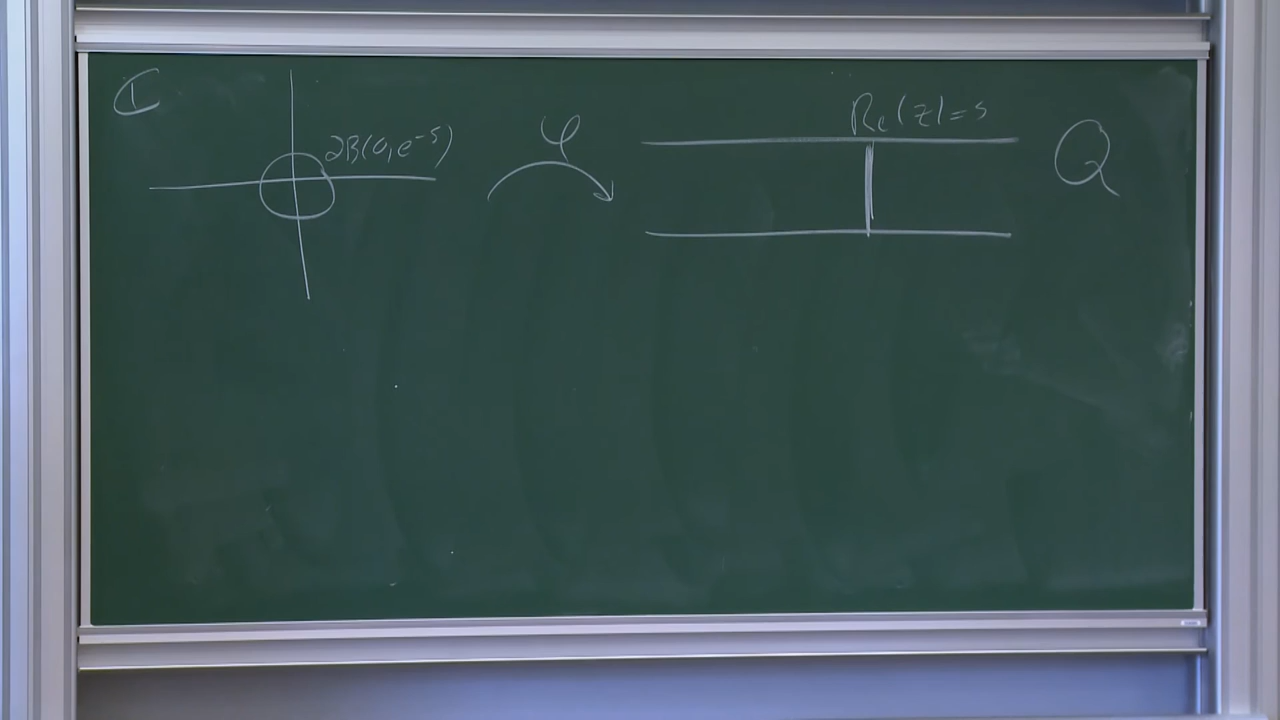 ℂ
∂B(0,e^{-s})
φ
Re(z)=s
Q